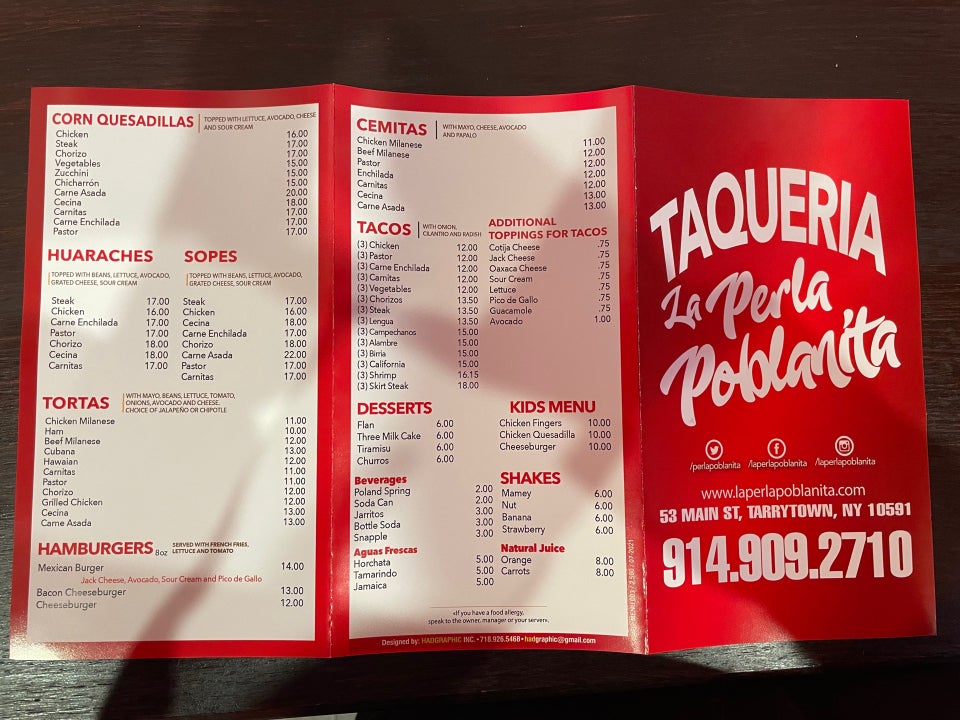 CORN QUESADILLAS TOPPED WITH LETTUCE, AVOCADO, CHEESE
AND SOUR CREAM
Chicken 16.00
Steak 17.00
Chorizo 17.00
Vegetables 15.00
Zucchini 15.00
Chicharrón 15.00
Carne Asada 20.00
Cecina 18.00
Carnitas 17.00
Carne Enchilada 17.00
Pastor 17.00
HUARACHES
TOPPED WITH BEANS, LETTUCE, AVOCADO,
GRATED CHEESE, SOUR CREAM
Steak 17.00
Chicken 16.00
Carne Enchilada 17.00
Pastor 17.00
Chorizo 18.00
Cecina 18.00
Carnitas 17.00
SOPES
TOPPED WITH BEANS, LETTUCE, AVOCADO,
GRATED CHEESE, SOUR CREAM
Steak 17.00
Chicken 16.00
Cecina 18.00
Carne Enchilada 17.00
Chorizo 18.00
Carne Asada 22.00
Pastor 17.00
Carnitas 17.00
TORTAS WITH MAYO, BEANS, LETTUCE, TOMATO,
ONIONS, AVOCADO AND CHEESE.
CHOICE OF JALAPEÑO OR CHIPOTLE
Chicken Milanese 11.00
Ham 10.00
Beef Milanese 12.00
Cubana 13.00
Hawaian 12.00
Carnitas 11.00
Pastor 11.00
Chorizo 12.00
Grilled Chicken 12.00
Cecina 13.00
Carne Asada 13.00
HAMBURGERS 8oz SERVED WITH FRENCH FRIES,
LETTUCE AND TOMATO
Mexican Burger 14.00
Jack Cheese, Avocado, Sour Cream and Pico de Gallo
Bacon Cheeseburger 13.00
Cheeseburger 12.00
CEMITAS WITH MAYO, CHEESE, AVOCADO
AND PAPALO
Chicken Milanese 11.00
Beef Milanese 12.00
Pastor 12.00
Enchilada 12.00
Carnitas 12.00
Cecina 13.00
Carne Asada 13.00
TACOS WITH ONION,
CILANTRO AND RADISH
(3) Chicken 12.00
(3) Pastor 12.00
(3) Carne Enchilada 12.00
(3) Carnitas 12.00
(3) Vegetables 12.00
(3) Chorizos 13.50
(3) Steak 13.50
(3) Lengua 13.50
(3) Campechanos 15.00
(3) Alambre 15.00
(3) Birria 15.00
(3) California 15.00
(3) Shrimp 16.15
(3) Skirt Steak 18.00
ADDITIONAL
TOPPINGS FOR TACOS
Cotija Cheese .75
Jack Cheese .75
Oaxaca Cheese .75
Sour Cream .75
Lettuce .75
Pico de Gallo .75
Guacamole .75
Avocado 1.00
DESSERTS
Flan 6.00
Three Milk Cake 6.00
Tiramisu 6.00
Churros 6.00
KIDS MENU
Chicken Fingers 10.00
Chicken Quesadilla 10.00
Cheeseburger 10.00
Beverages
Poland Spring 2.00
Soda Can 2.00
Jarritos 3.00
Bottle Soda 3.00
Snapple 3.00
SHAKES
Mamey 6.00
Nut 6.00
Banana 6.00
Strawberry 6.00
Aguas Frescas
Horchata 5.00
Tamarindo 5.00
Jamaica 5.00
Natural Juice
Orange 8.00
Carrots 8.00
«If you have a food allergy,
speak to the owner, manager or your server».
Designed by: HADGRAPHIC INC. • 718.926.5468 • hadgraphic@gmail.com
TAQUERIA
La Perla
Poblanita
/perlapoblanita /laperlapoblanita /laperlapoblanita
www.laperlapoblanita.com
53 MAIN ST, TARRYTOWN, NY 10591
914.909.2710